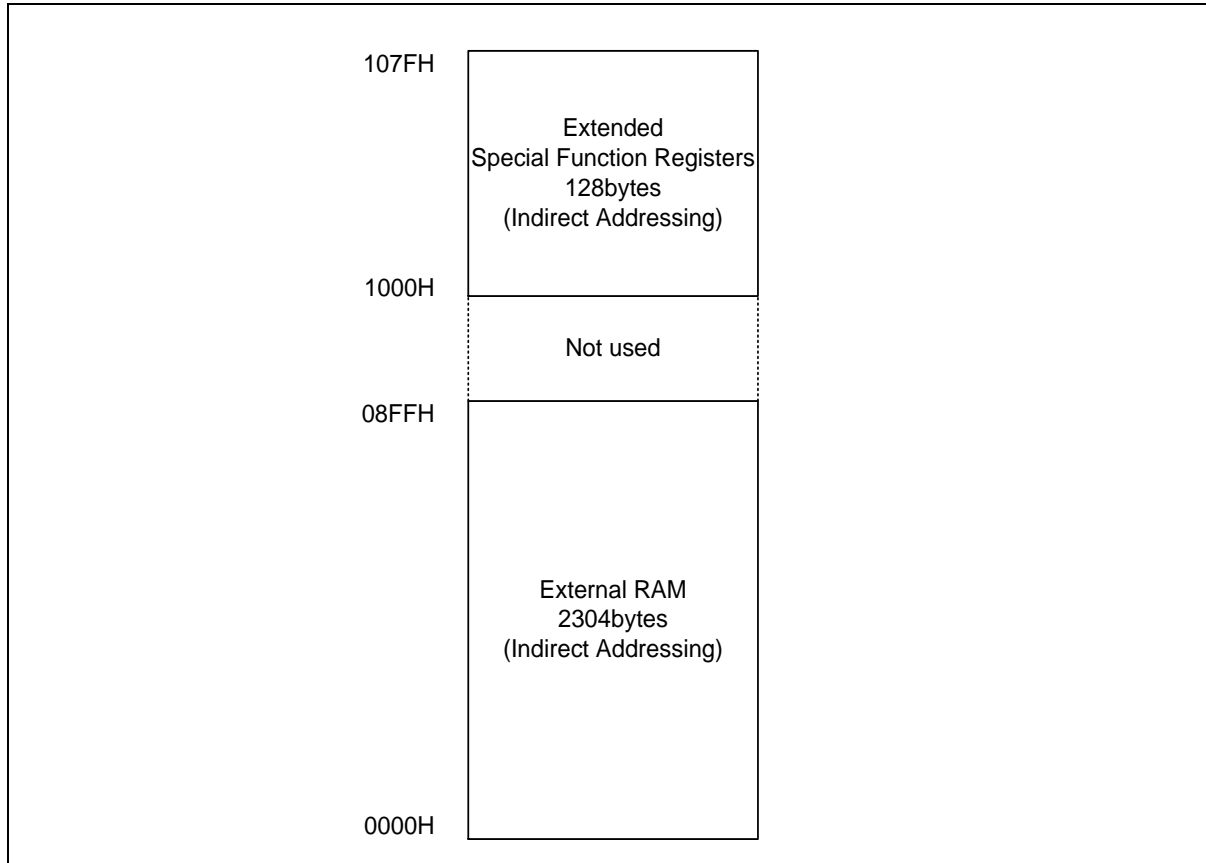 107FH
Extended
Special Function Registers
128bytes
(Indirect Addressing)
1000H
Not used
08FFH
External RAM
2304bytes
(Indirect Addressing)
0000H